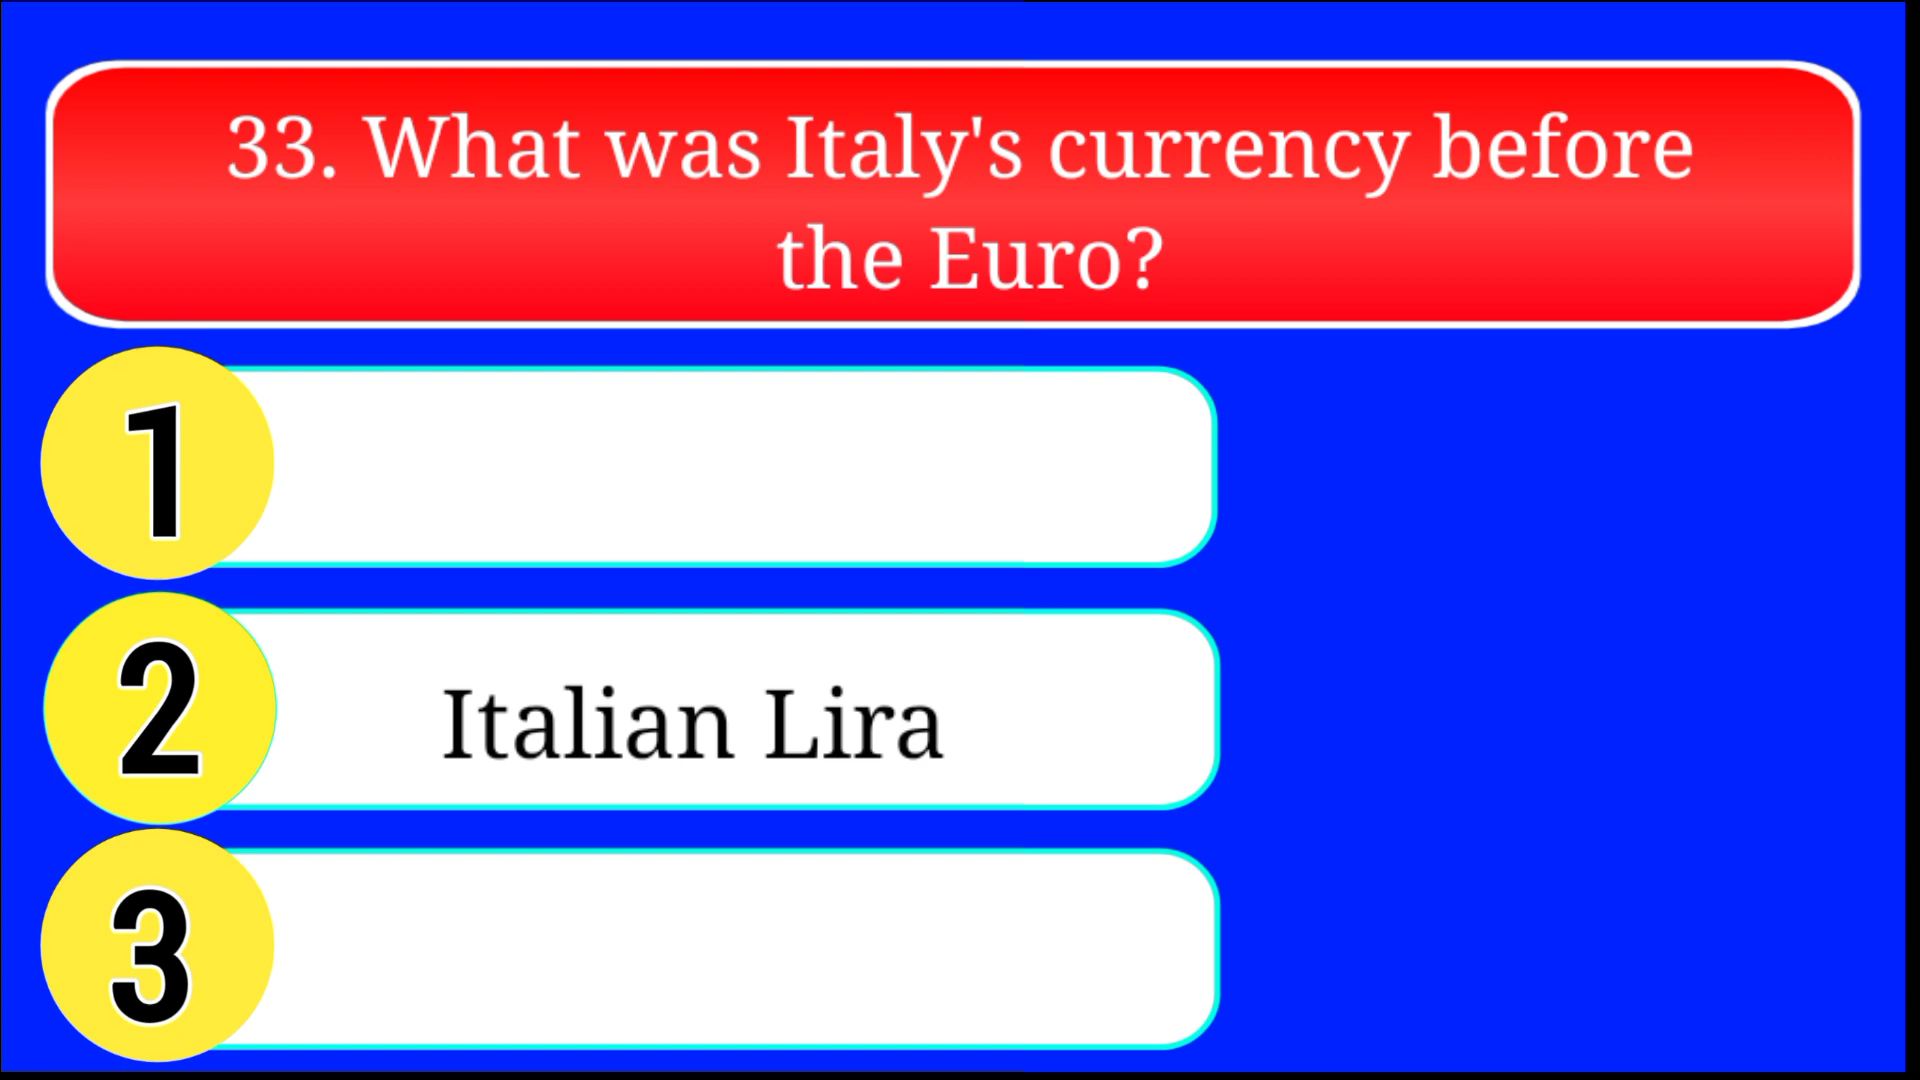 33. What was Italy's currency before
the Euro?
1
2
Italian Lira
3